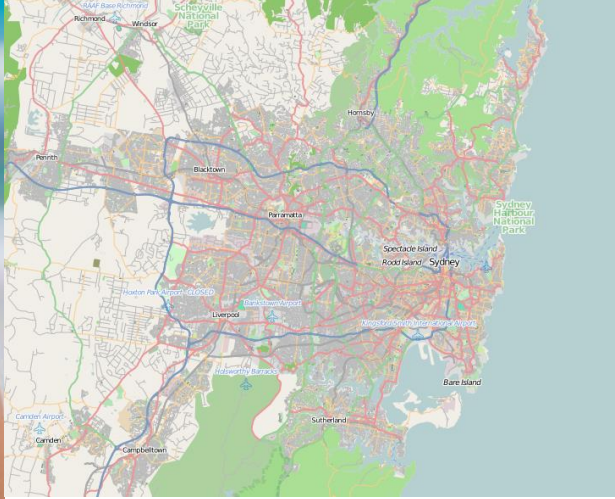 RAAF Base Richmond
Scheyville
National
Park
Richmond
Windsor
Hornsby
Penrith
Blacktown
Parramatta
Sydney
Harbour
National
Park
Spectacle Island
Rodd Island
Sydney
Hoxton Park Airport - CLOSED
Bankstown Airport
Liverpool
Kingsford Smith International Airport
Holsworthy Barracks
Bare Island
Camden Airport
Sutherland
Camden
Campbelltown